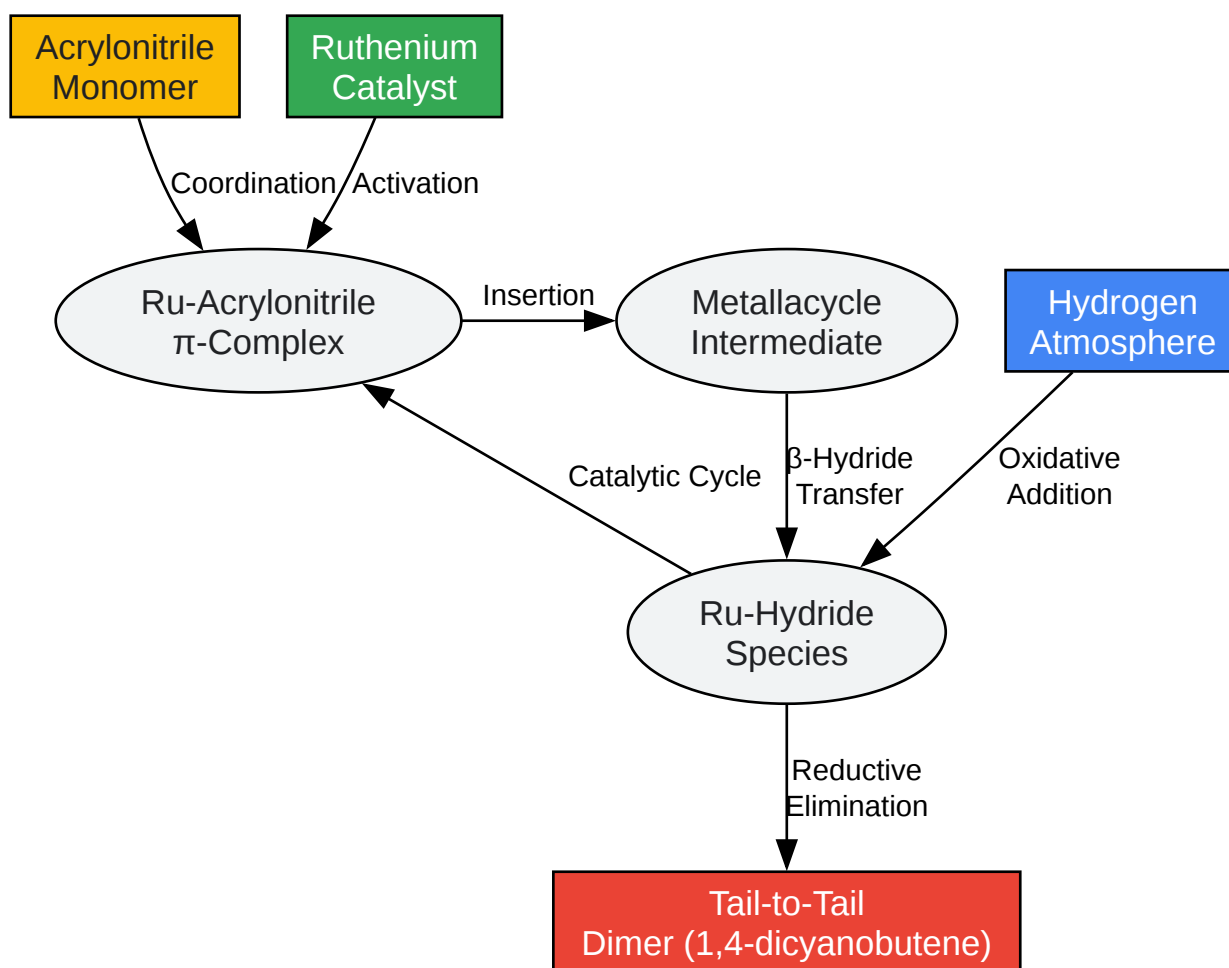 Acrylonitrile
Monomer
Ruthenium
Catalyst
Coordination
Activation
Ru-Acrylonitrile
π-Complex
Insertion
Metallacycle
Intermediate
Hydrogen
Atmosphere
Catalytic Cycle
β-Hydride
Transfer
Oxidative
Addition
Ru-Hydride
Species
Reductive
Elimination
Tail-to-Tail
Dimer (1,4-dicyanobutene)